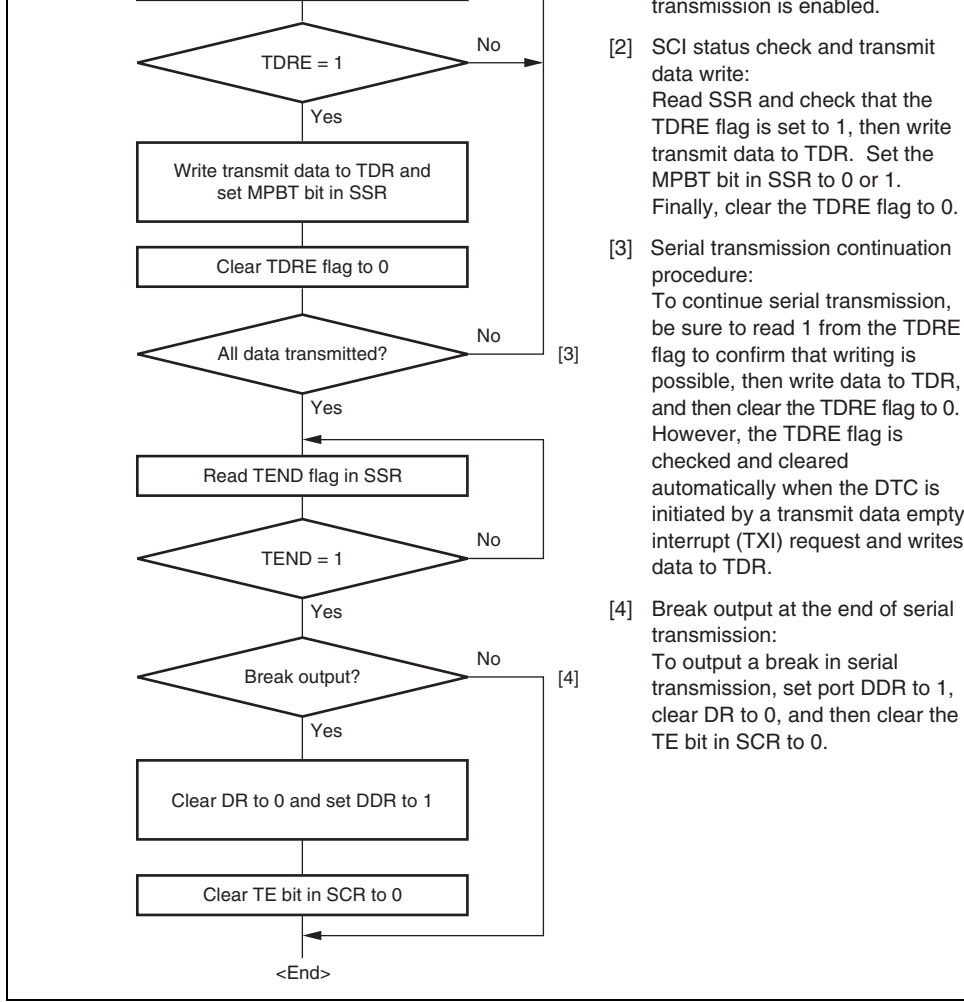 transmission is enabled.
TDRE = 1
No
Yes
Write transmit data to TDR and
set MPBT bit in SSR
Clear TDRE flag to 0
All data transmitted?
No
[3]
Yes
Read TEND flag in SSR
TEND = 1
No
Yes
Break output?
No
[4]
Yes
Clear DR to 0 and set DDR to 1
Clear TE bit in SCR to 0
<End>
[2] SCI status check and transmit
data write:
Read SSR and check that the
TDRE flag is set to 1, then write
transmit data to TDR. Set the
MPBT bit in SSR to 0 or 1.
Finally, clear the TDRE flag to 0.
[3] Serial transmission continuation
procedure:
To continue serial transmission,
be sure to read 1 from the TDRE
flag to confirm that writing is
possible, then write data to TDR,
and then clear the TDRE flag to 0.
However, the TDRE flag is
checked and cleared
automatically when the DTC is
initiated by a transmit data empty
interrupt (TXI) request and writes
data to TDR.
[4] Break output at the end of serial
transmission:
To output a break in serial
transmission, set port DDR to 1,
clear DR to 0, and then clear the
TE bit in SCR to 0.